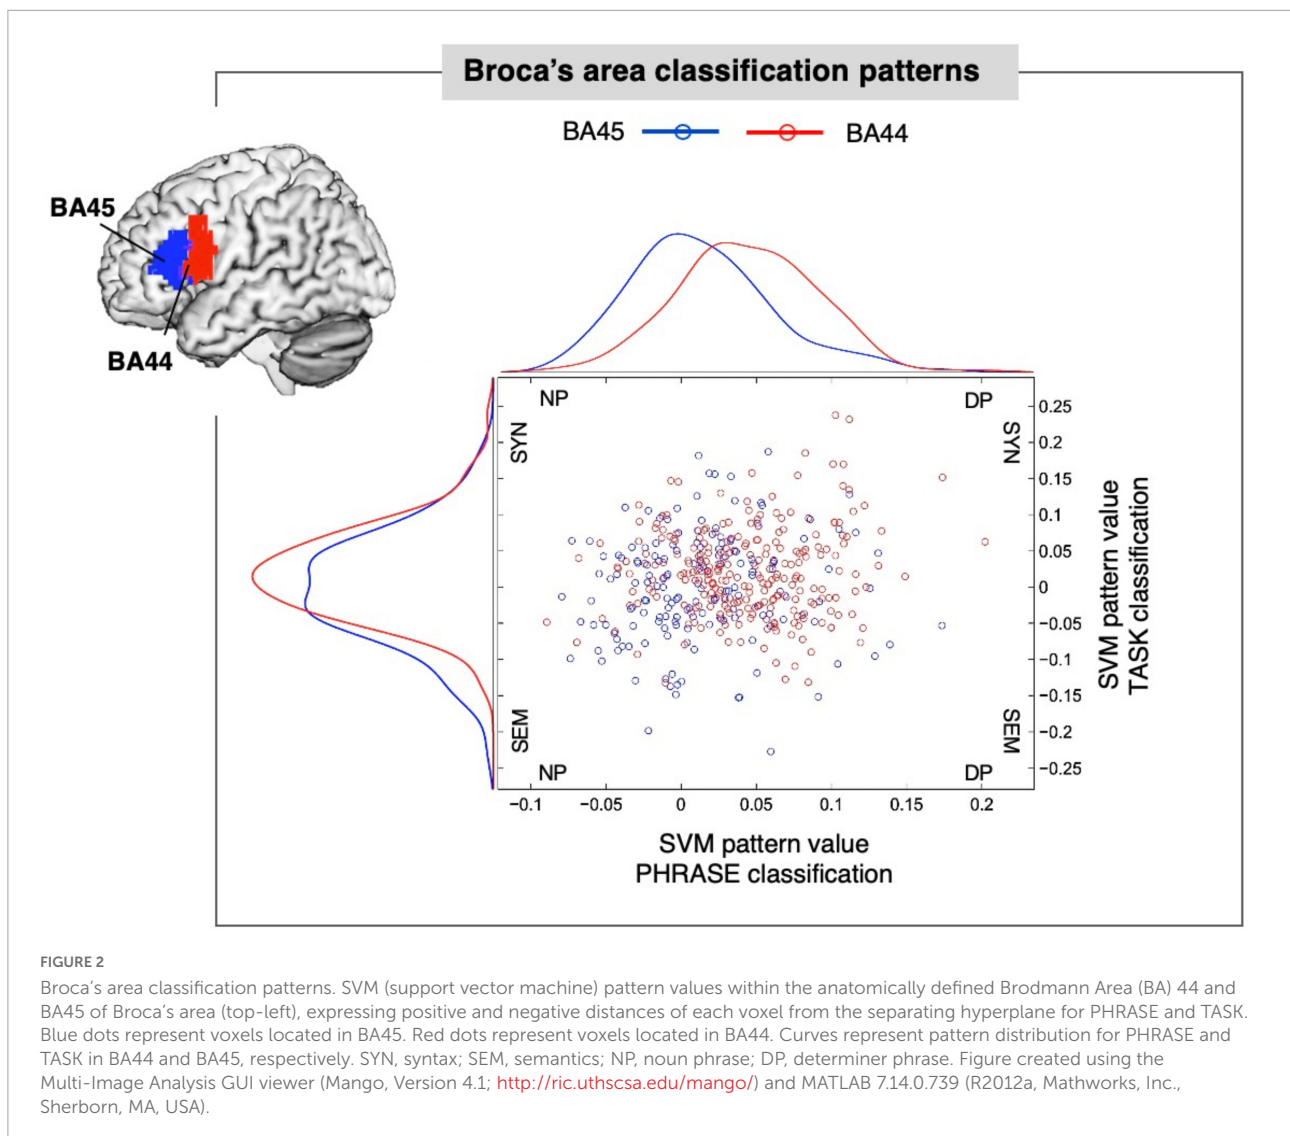 Broca’s area classification patterns
BA45 BA44
BA45
BA44
NP DP
SYN SYN
SEM SEM
NP DP
0.25
0.2
0.15
0.1
0.05
0
−0.05
−0.1
−0.15
−0.2
−0.25
SVM pattern value
TASK classification
−0.1 −0.05 0 0.05 0.1 0.15 0.2
SVM pattern value
PHRASE classification
FIGURE 2
Broca’s area classification patterns. SVM (support vector machine) pattern values within the anatomically defined Brodmann Area (BA) 44 and
BA45 of Broca’s area (top-left), expressing positive and negative distances of each voxel from the separating hyperplane for PHRASE and TASK.
Blue dots represent voxels located in BA45. Red dots represent voxels located in BA44. Curves represent pattern distribution for PHRASE and
TASK in BA44 and BA45, respectively. SYN, syntax; SEM, semantics; NP, noun phrase; DP, determiner phrase. Figure created using the
Multi-Image Analysis GUI viewer (Mango, Version 4.1; http://ric.uthscsa.edu/mango/) and MATLAB 7.14.0.739 (R2012a, Mathworks, Inc.,
Sherborn, MA, USA).